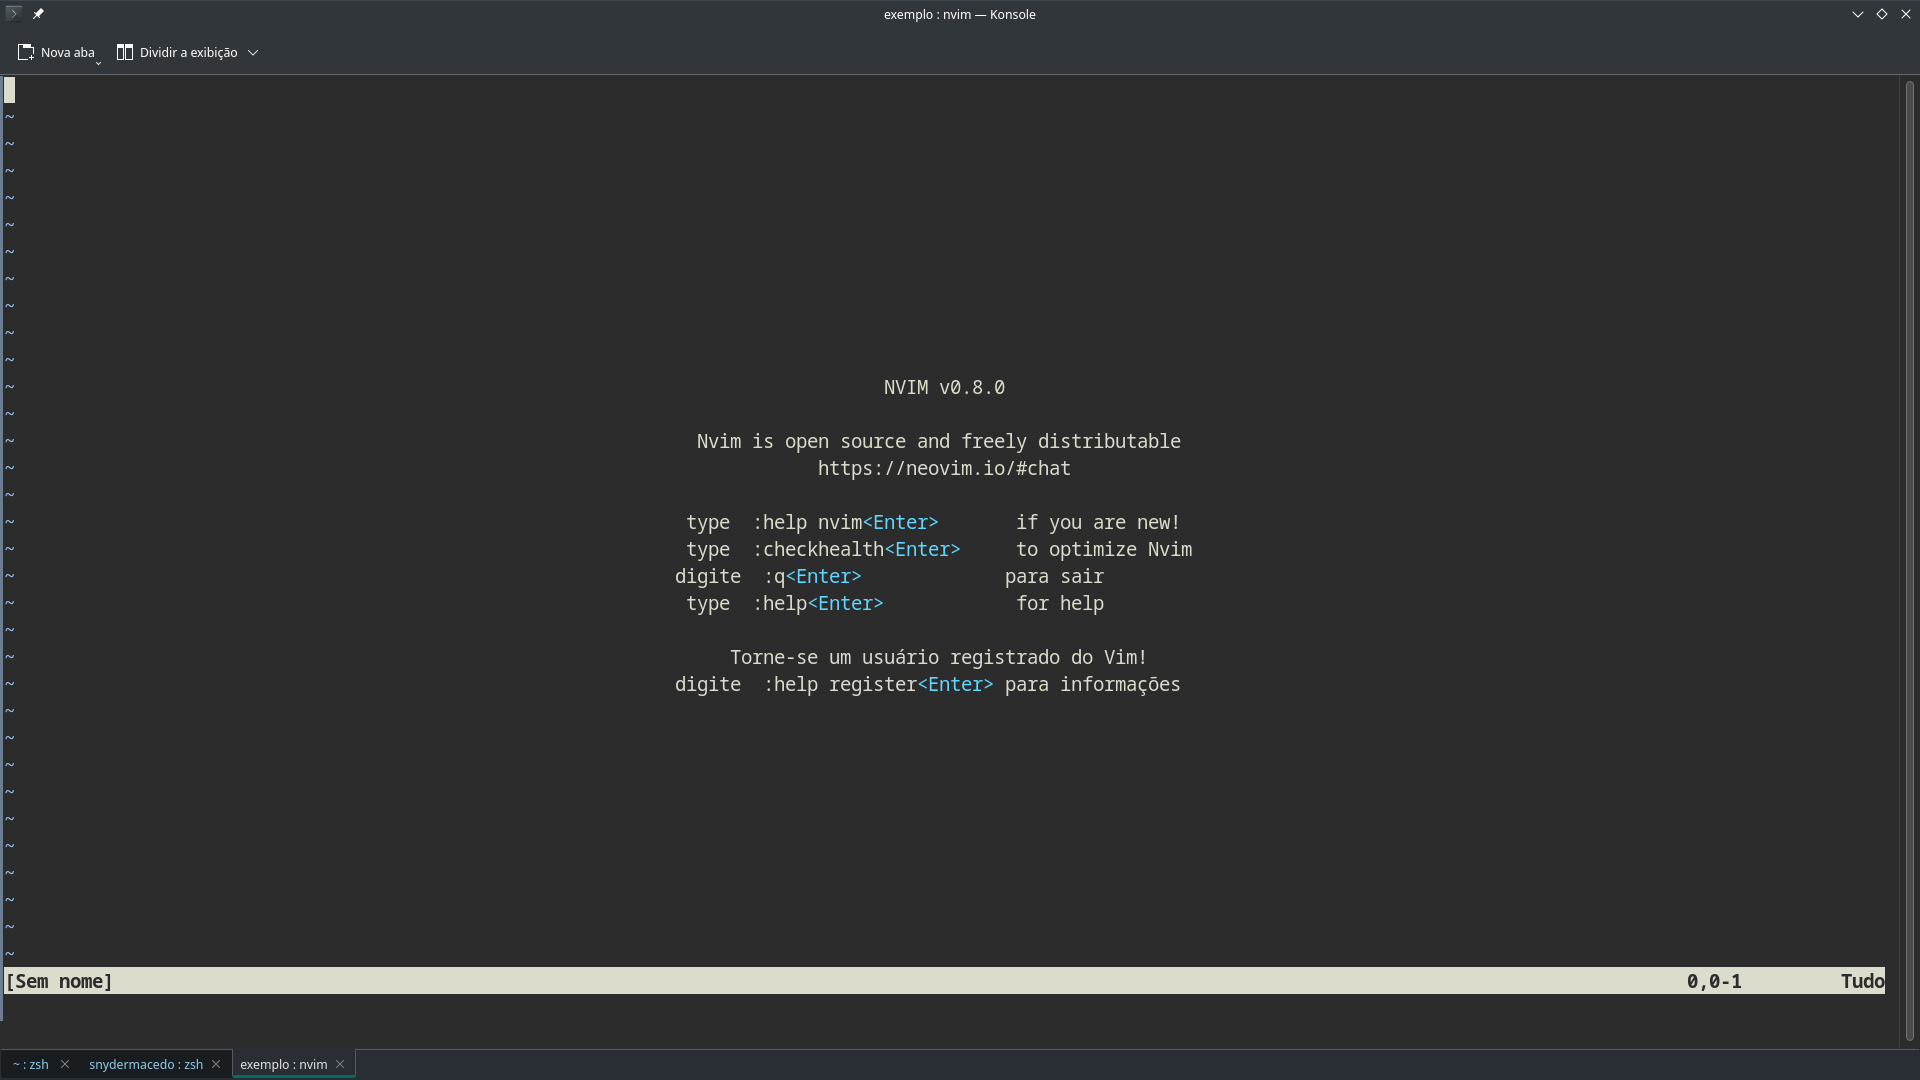 exemplo : nvim — Konsole
Nova aba Dividir a exibição
~
~
~
~
~
~
~
~
~
~
~
NVIM v0.8.0
~
~ Nvim is open source and freely distributable
~ https://neovim.io/#chat
~
~ type :help nvim<Enter> if you are new!
~ type :checkhealth<Enter> to optimize Nvim
~ digite :q<Enter> para sair
~ type :help<Enter> for help
~
~ Torne-se um usuário registrado do Vim!
~ digite :help register<Enter> para informações
~
~
~
~
~
~
~
~
~
~
[Sem nome] 0,0-1 Tudo
~ : zsh snydermacedo : zsh exemplo : nvim